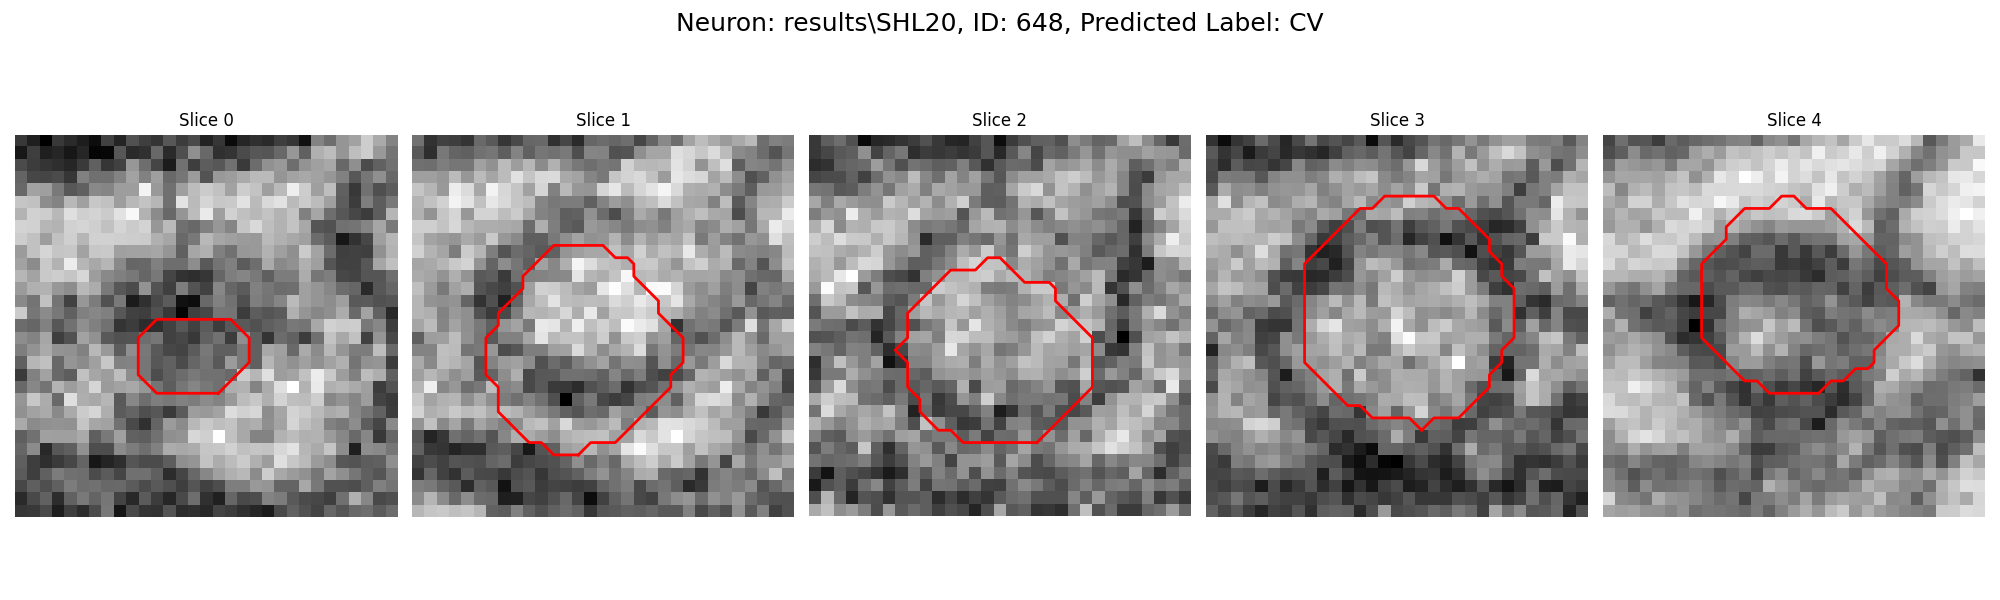 Neuron: results\SHL20, ID: 648, Predicted Label: CV
Slice 0
Slice 1
Slice 2
Slice 3
Slice 4